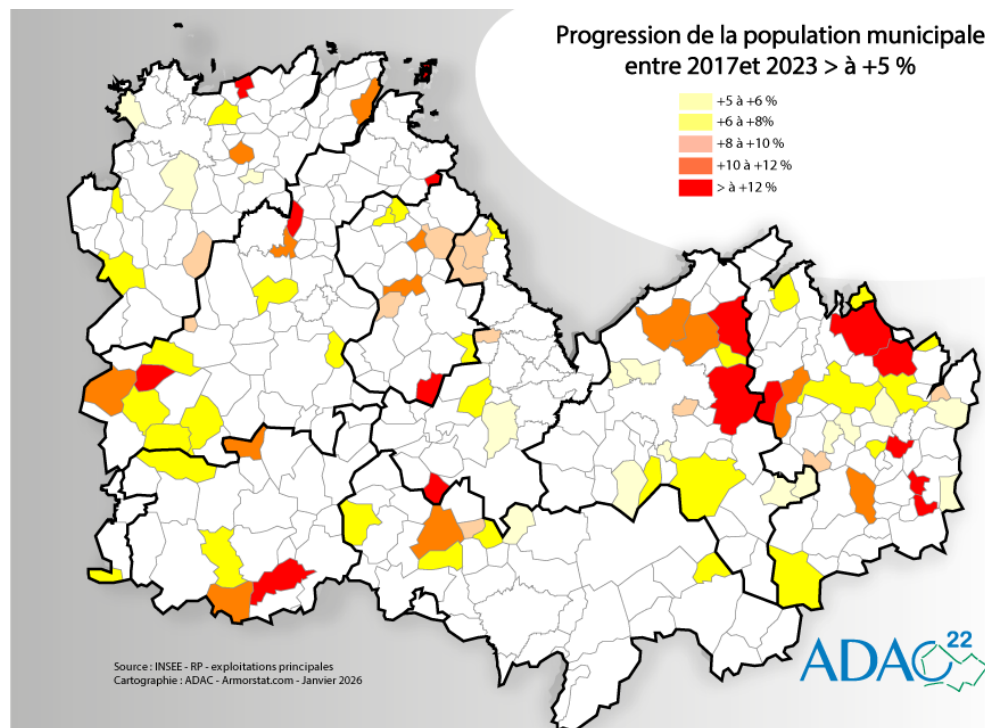 Progression de la population municipale
entre 2017et 2023 > à +5 %
+5 à +6 %
+6 à +8%
+8 à +10 %
+10 à +12 %
> à +12 %
Source : INSEE - RP - exploitations principales
Cartographie : ADAC - Armorstat.com - Janvier 2026
ADAC 22